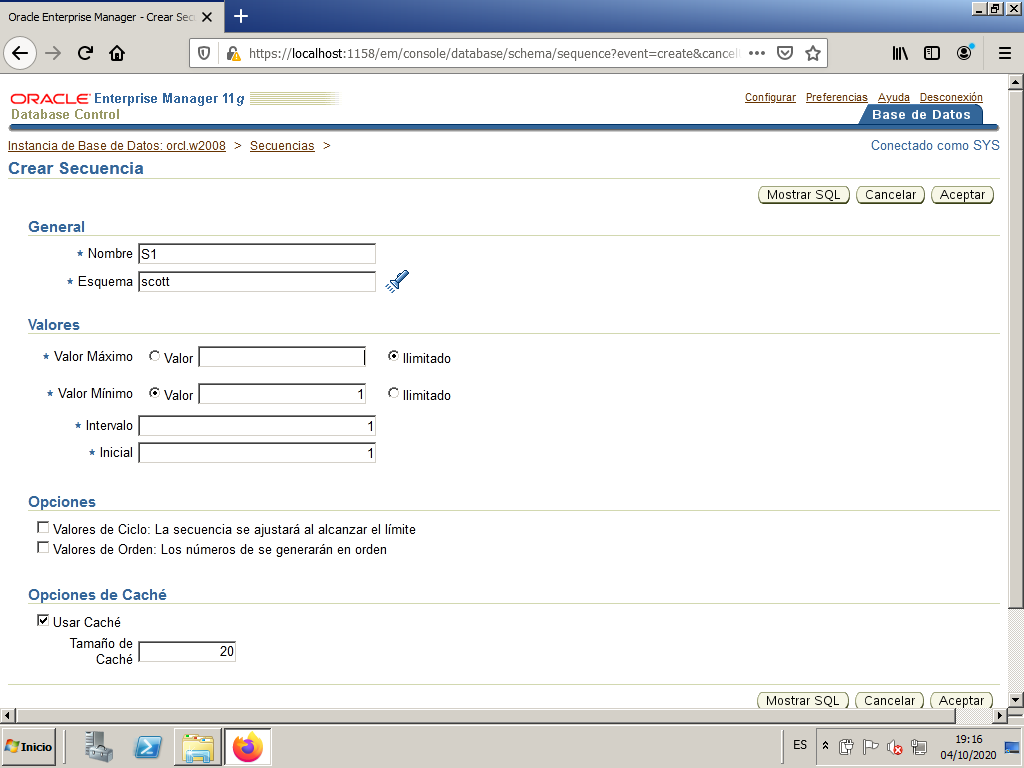 Oracle Enterprise Manager - Crear Sec
https://localhost:1158/em/console/database/schema/sequence?event=create&cancel
ORACLE Enterprise Manager 11g
Database Control
Configurar Preferencias Ayuda Desconexión
Base de Datos
Instancia de Base de Datos: orcl.w2008 > Secuencias >
Conectado como SYS
Crear Secuencia
Mostrar SQL Cancelar Aceptar
General
* Nombre S1
* Esquema scott
Valores
* Valor Máximo Valor Ilimitado
* Valor Mínimo Valor 1 Ilimitado
* Intervalo 1
* Inicial 1
Opciones
Valores de Ciclo: La secuencia se ajustará al alcanzar el límite
Valores de Orden: Los números de se generarán en orden
Opciones de Caché
Usar Caché
Tamaño de
Caché 20
Mostrar SQL Cancelar Aceptar
Inicio
ES
19:16
04/10/2020